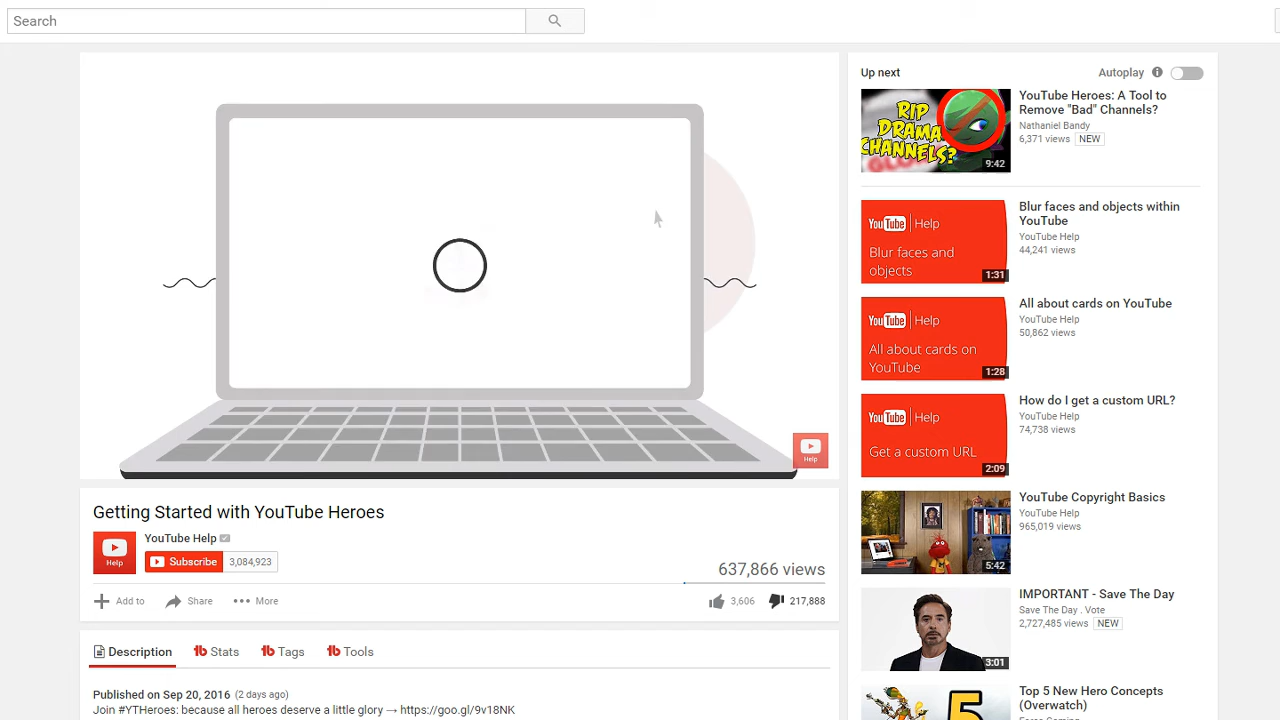 Search
Help
Getting Started with YouTube Heroes
YouTube Help
Help
Subscribe 3,084,923
637,866 views
Add to Share More
3,606 217,888
Description Stats Tags Tools
Published on Sep 20, 2016 (2 days ago)
Join #YTHeroes: because all heroes deserve a little glory → https://goo.gl/9v18NK
Up next Autoplay
RIP
DRAMA
CHANNELS?
9:42
YouTube Heroes: A Tool to
Remove "Bad" Channels?
Nathaniel Bandy
6,371 views NEW
YouTube Help
Blur faces and
objects
1:31
Blur faces and objects within
YouTube
YouTube Help
44,241 views
YouTube Help
All about cards on
YouTube
1:28
All about cards on YouTube
YouTube Help
50,862 views
YouTube Help
Get a custom URL
2:09
How do I get a custom URL?
YouTube Help
74,738 views
5:42
YouTube Copyright Basics
YouTube Help
965,019 views
3:01
IMPORTANT - Save The Day
Save The Day . Vote
2,727,485 views NEW
5
Top 5 New Hero Concepts
(Overwatch)